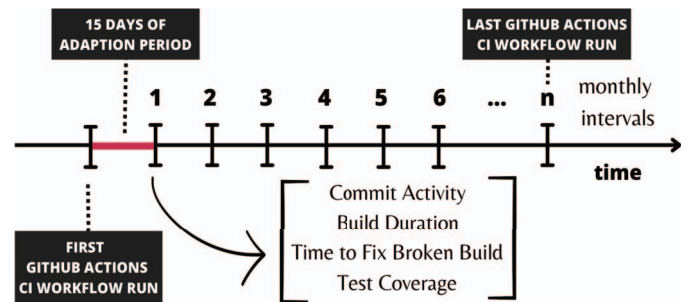 15 DAYS OF
ADAPTION PERIOD
LAST GITHUB ACTIONS
CI WORKFLOW RUN
1 2 3 4 5 6 ... n
monthly
intervals
time
FIRST
GITHUB ACTIONS
CI WORKFLOW RUN
Commit Activity
Build Duration
Time to Fix Broken Build
Test Coverage